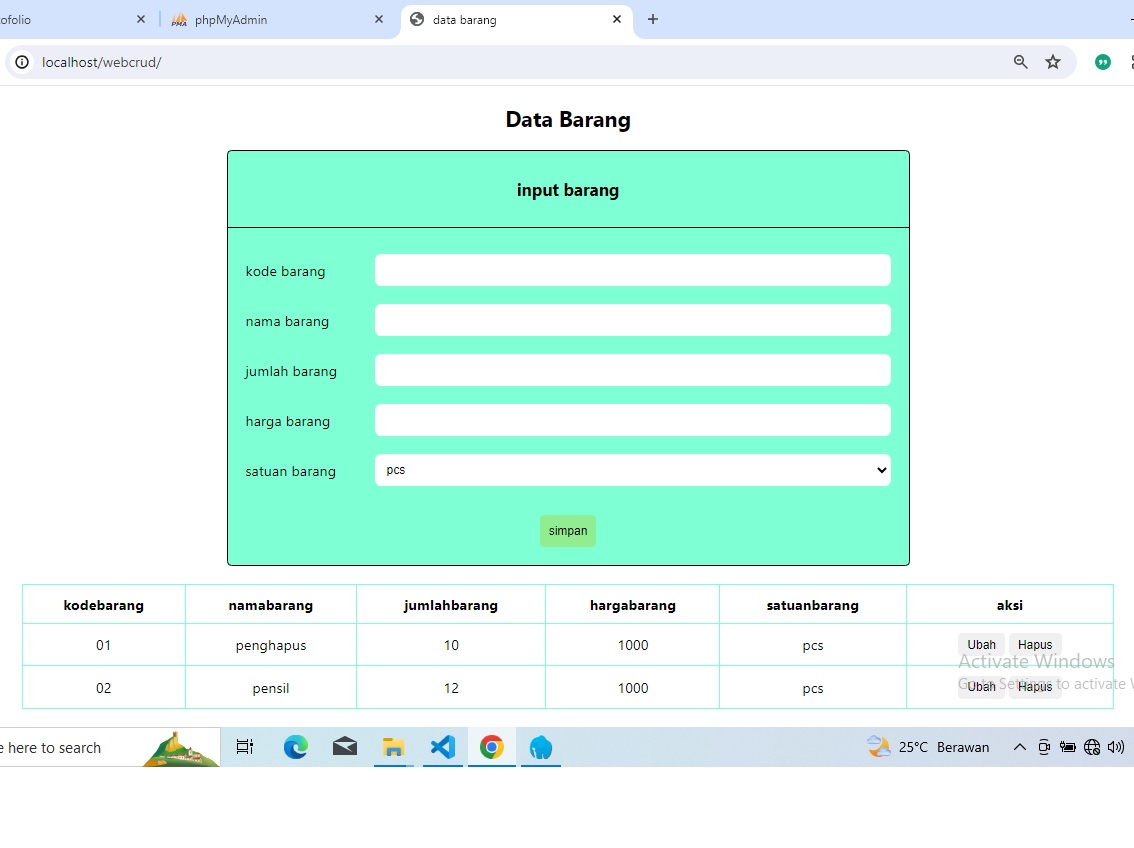 ofolio
phpMyAdmin
data barang
localhost/webcrud/
Data Barang
input barang
kode barang
nama barang
jumlah barang
harga barang
satuan barang pcs
simpan
kodebarang namabarang jumlahbarang hargabarang satuanbarang aksi
01 penghapus 10 1000 pcs Ubah Hapus
Activate Windows
Go to Settings to activate
02 pensil 12 1000 pcs Ubah Hapus
e here to search
25°C Berawan